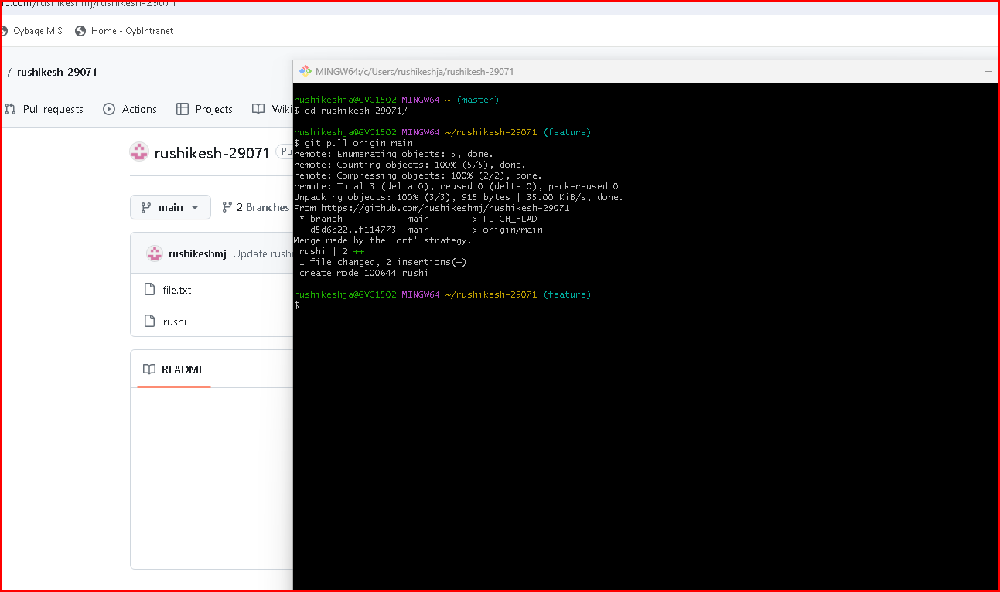 ub.com/rushikeshmj/rushikesh-29071
Cybage MIS Home - CybIntranet
/ rushikesh-29071
Pull requests Actions Projects Wiki
rushikesh-29071 Pu
main 2 Branches
rushikeshmj Update rush
file.txt
rushi
README
MINGW64:/c/Users/rushikeshja/rushikesh-29071
rushikeshja@GVC1502 MINGW64 ~ (master)
$ cd rushikesh-29071/
rushikeshja@GVC1502 MINGW64 ~/rushikesh-29071 (feature)
$ git pull origin main
remote: Enumerating objects: 5, done.
remote: Counting objects: 100% (5/5), done.
remote: Compressing objects: 100% (2/2), done.
remote: Total 3 (delta 0), reused 0 (delta 0), pack-reused 0
Unpacking objects: 100% (3/3), 915 bytes | 35.00 KiB/s, done.
From https://github.com/rushikeshmj/rushikesh-29071
 * branch            main       -> FETCH_HEAD
   d5d6b22..f114773  main       -> origin/main
Merge made by the 'ort' strategy.
 rushi | 2 ++
 1 file changed, 2 insertions(+)
 create mode 100644 rushi
rushikeshja@GVC1502 MINGW64 ~/rushikesh-29071 (feature)
$